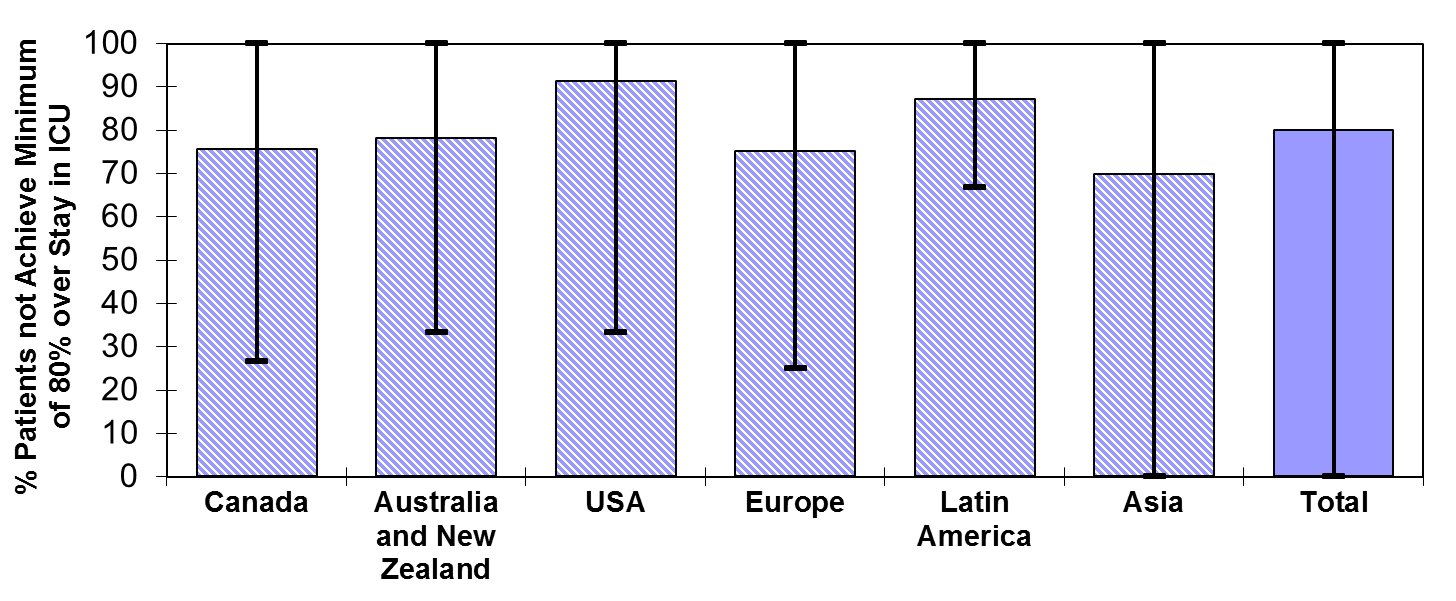 % Patients not Achieve Minimum
of 80% over Stay in ICU
100
90
80
70
60
50
40
30
20
10
0
Canada
Australia
and New
Zealand
USA
Europe
Latin
America
Asia
Total